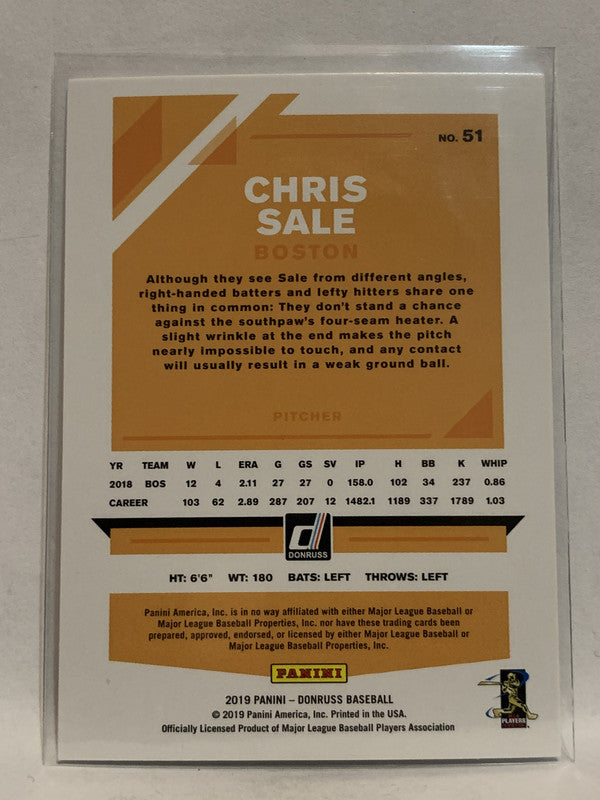 NO. 51
CHRIS
SALE
BOSTON
Although they see Sale from different angles,
right-handed batters and lefty hitters share one
thing in common: They don't stand a chance
against the southpaw's four-seam heater. A
slight wrinkle at the end makes the pitch
nearly impossible to touch, and any contact
will usually result in a weak ground ball.
PITCHER
YR TEAM W L ERA G GS SV IP H BB K WHIP
2018 BOS 12 4 2.11 27 27 0 158.0 102 34 237 0.86
CAREER 103 62 2.89 287 207 12 1482.1 1189 337 1789 1.03
d
DONRUSS
HT: 6'6" WT: 180 BATS: LEFT THROWS: LEFT
Panini America, Inc. is in no way affiliated with either Major League Baseball or
Major League Baseball Properties, Inc. nor have these trading cards been
prepared, approved, endorsed, or licensed by either Major League Baseball or
Major League Baseball Properties, Inc.
PANINI
2019 PANINI – DONRUSS BASEBALL
© 2019 Panini America, Inc. Printed in the USA.
Officially Licensed Product of Major League Baseball Players Association
PLAYERS